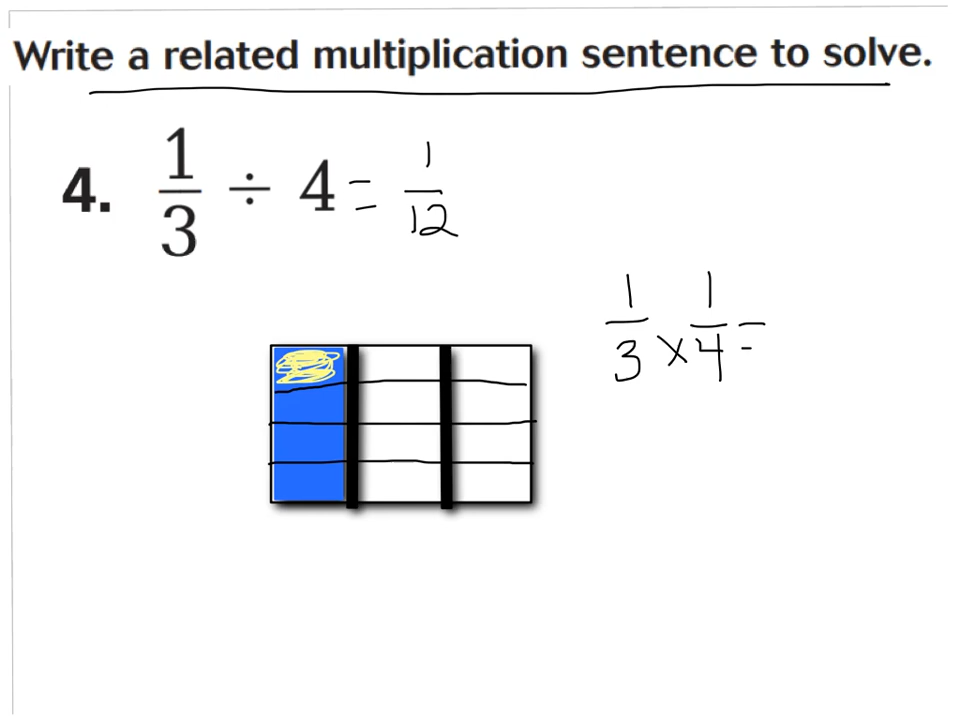 Write a related multiplication sentence to solve.
4. 1/3 ÷ 4 = 1/12
1/3 × 1/4 =